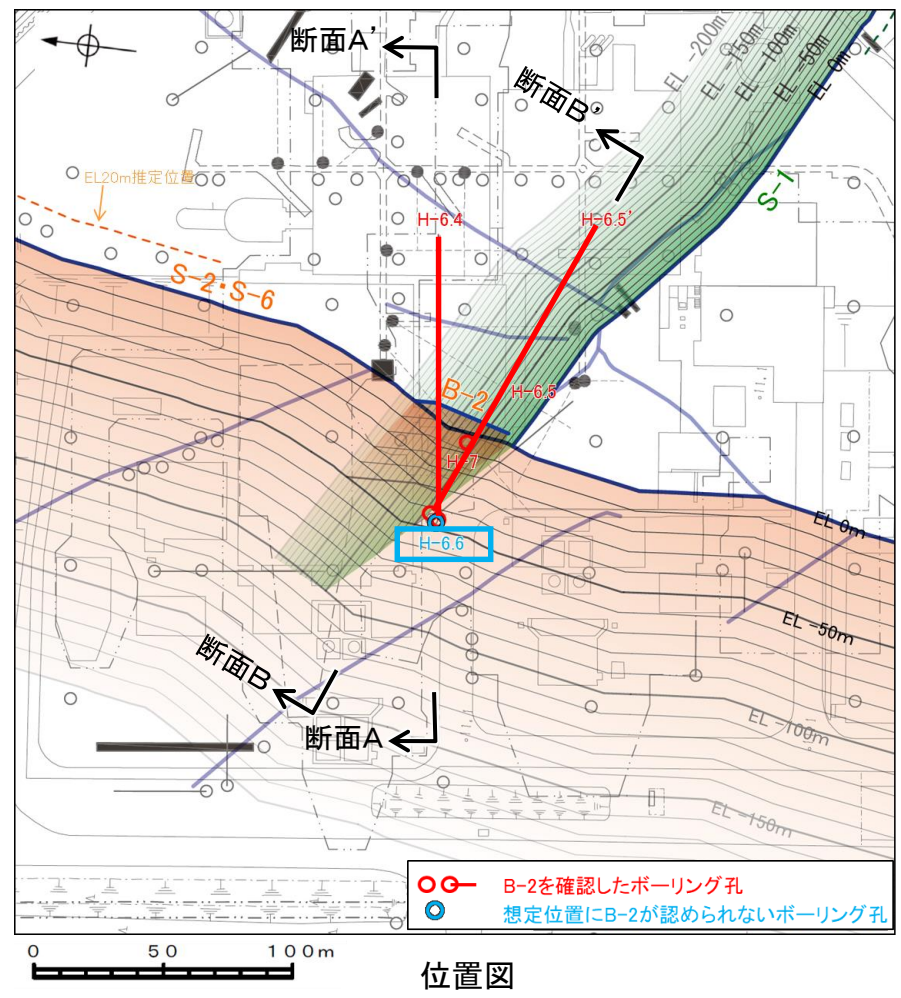 断面A'
断面B'
EL -200m
EL -150m
EL -100m
EL -50m
EL 0m
EL20m推定位置
S-1
H-6.4
H-6.5'
S-2・S-6
B-2
H-6.5
H-7
H-6.6
EL 0m
EL -50m
断面B
断面A
EL -100m
EL -150m
B-2を確認したボーリング孔
想定位置にB-2が認められないボーリング孔
0 50 100m
位置図